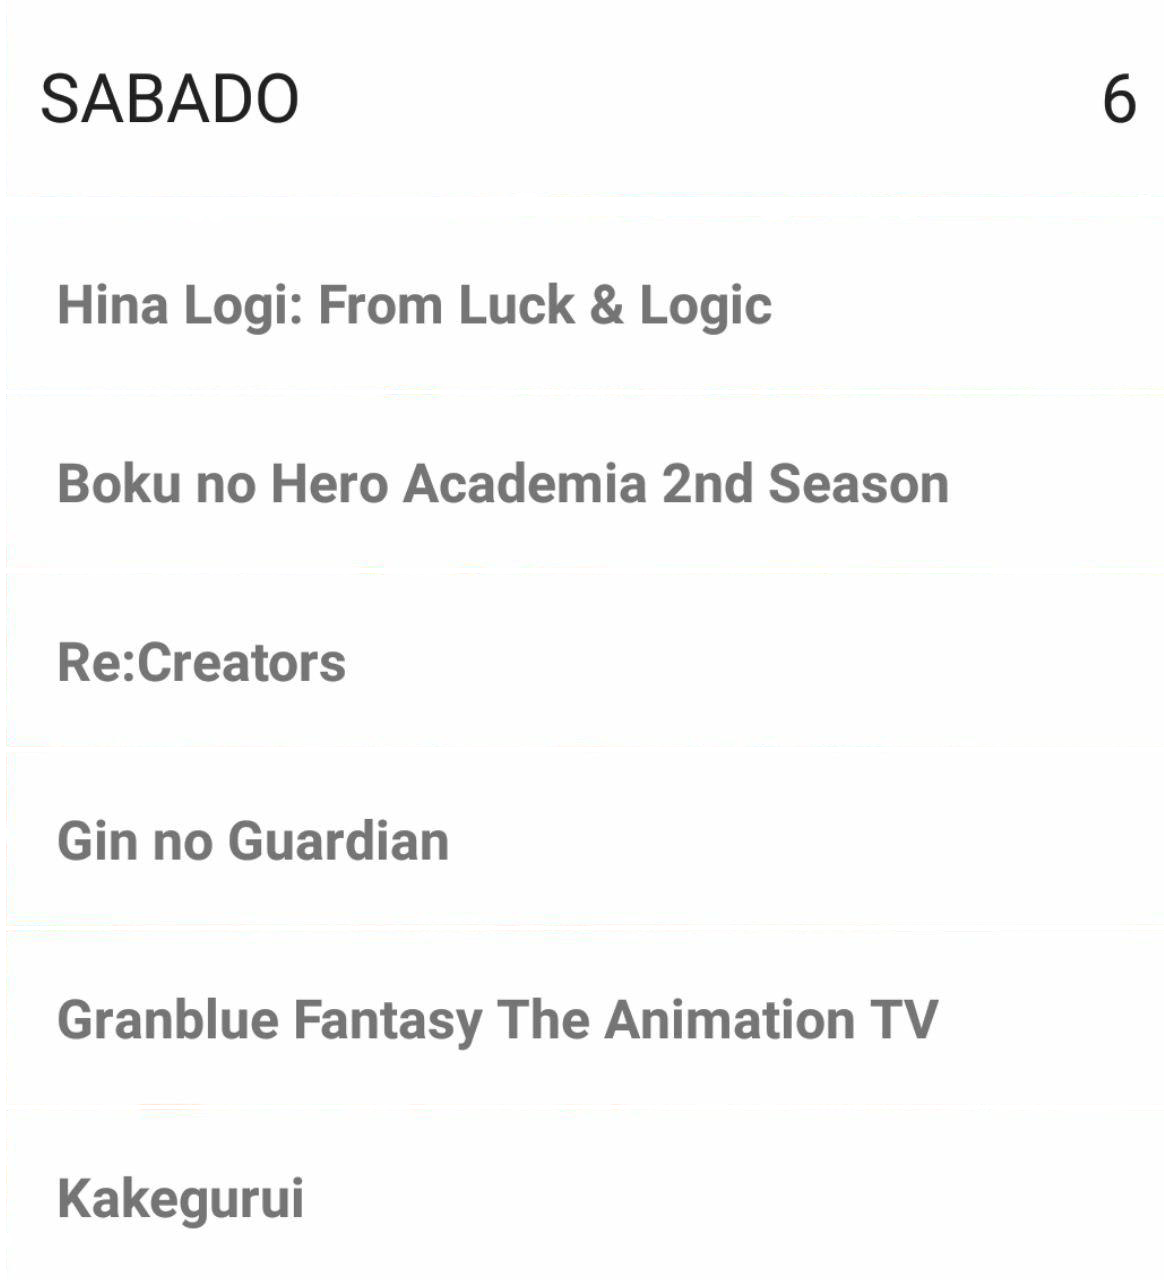 SABADO 6
Hina Logi: From Luck & Logic
Boku no Hero Academia 2nd Season
Re:Creators
Gin no Guardian
Granblue Fantasy The Animation TV
Kakegurui